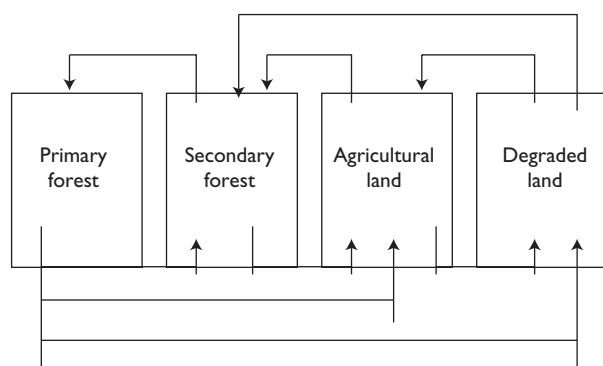 Primary
forest
Secondary
forest
Agricultural
land
Degraded
land